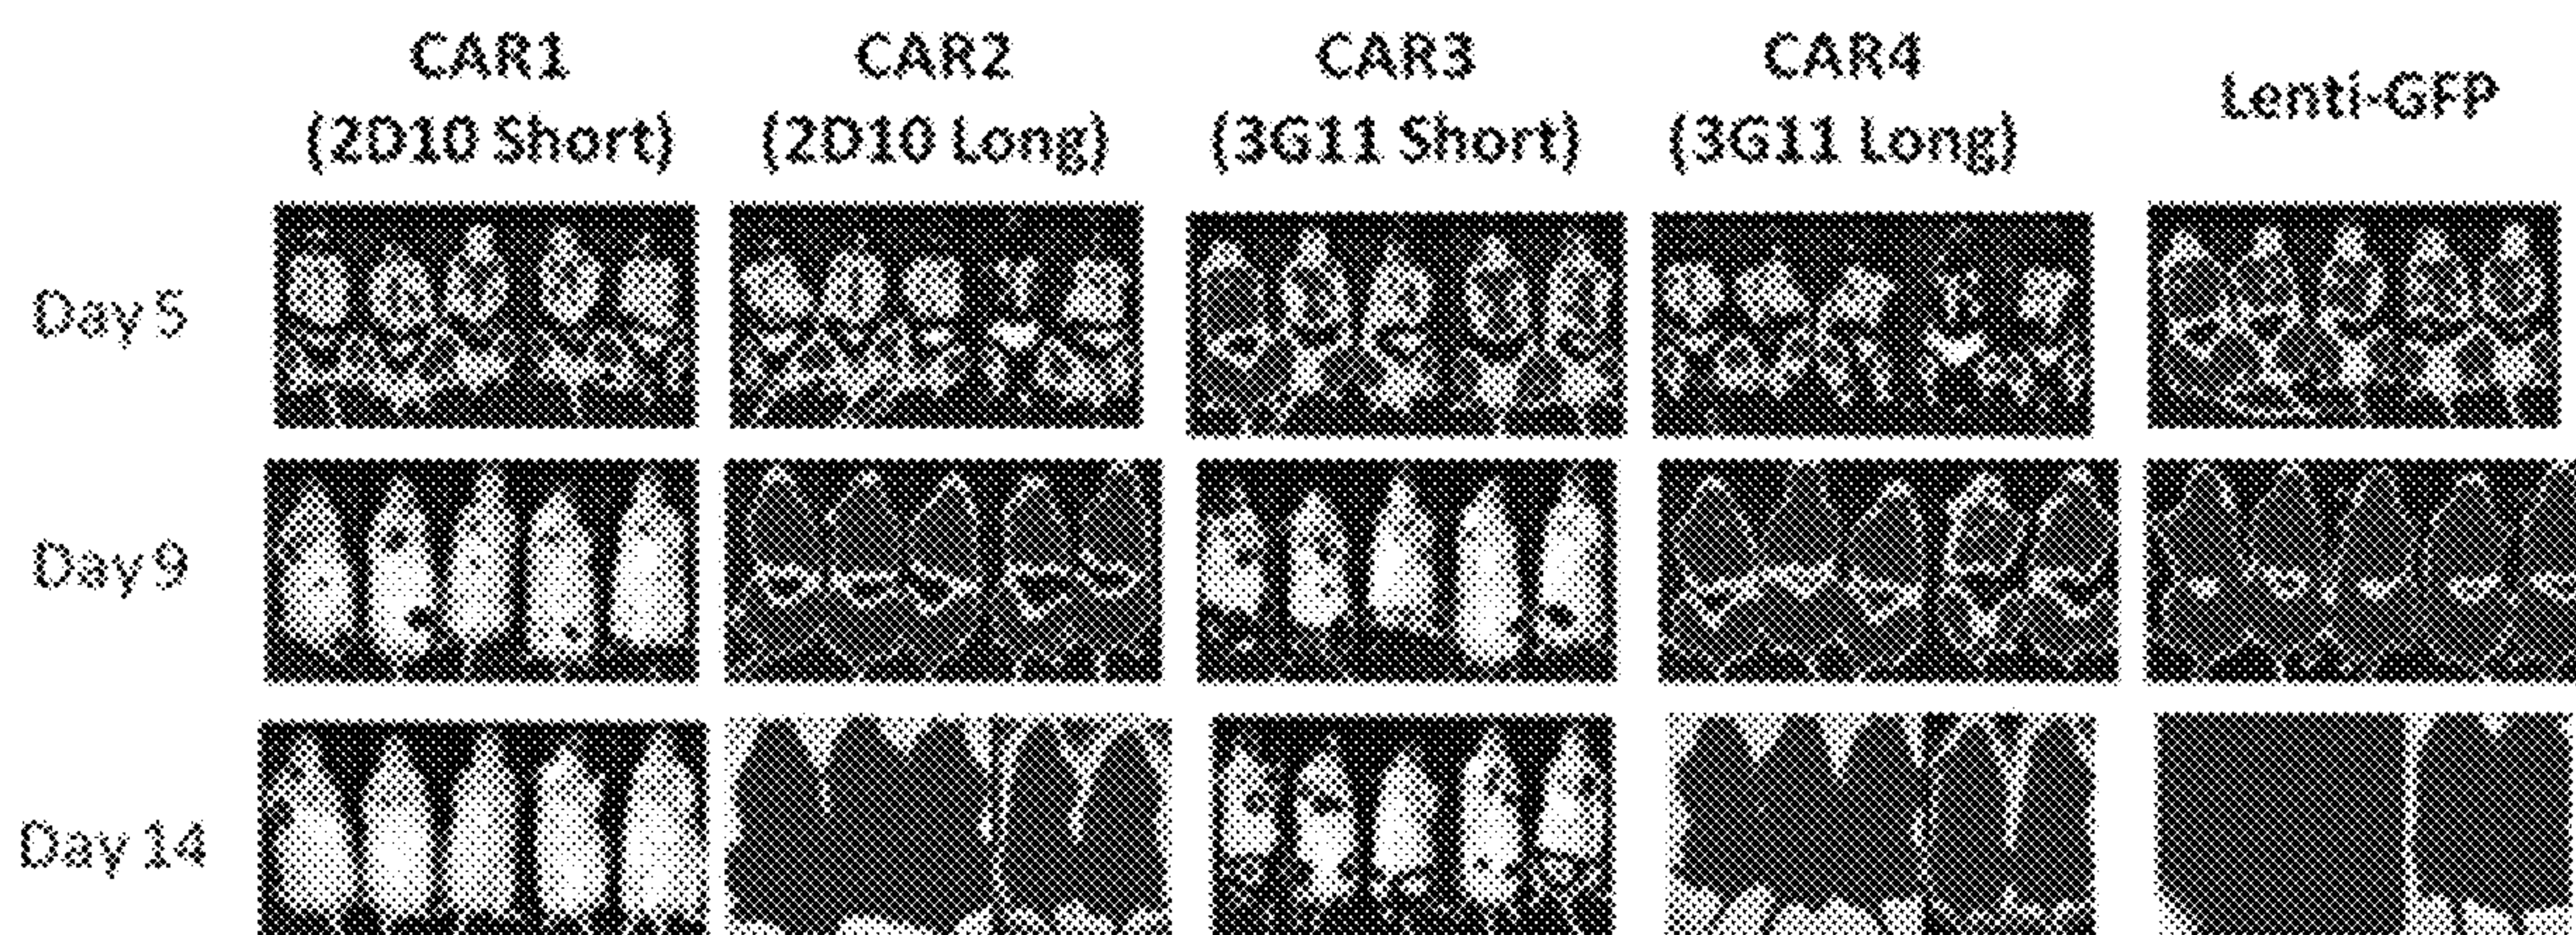 CAR1
(2D10 Short)
CAR2
(2D10 Long)
CAR3
(3G11 Short)
CAR4
(3G11 Long)
Lenti-GFP
Day 5
Day 9
Day 14